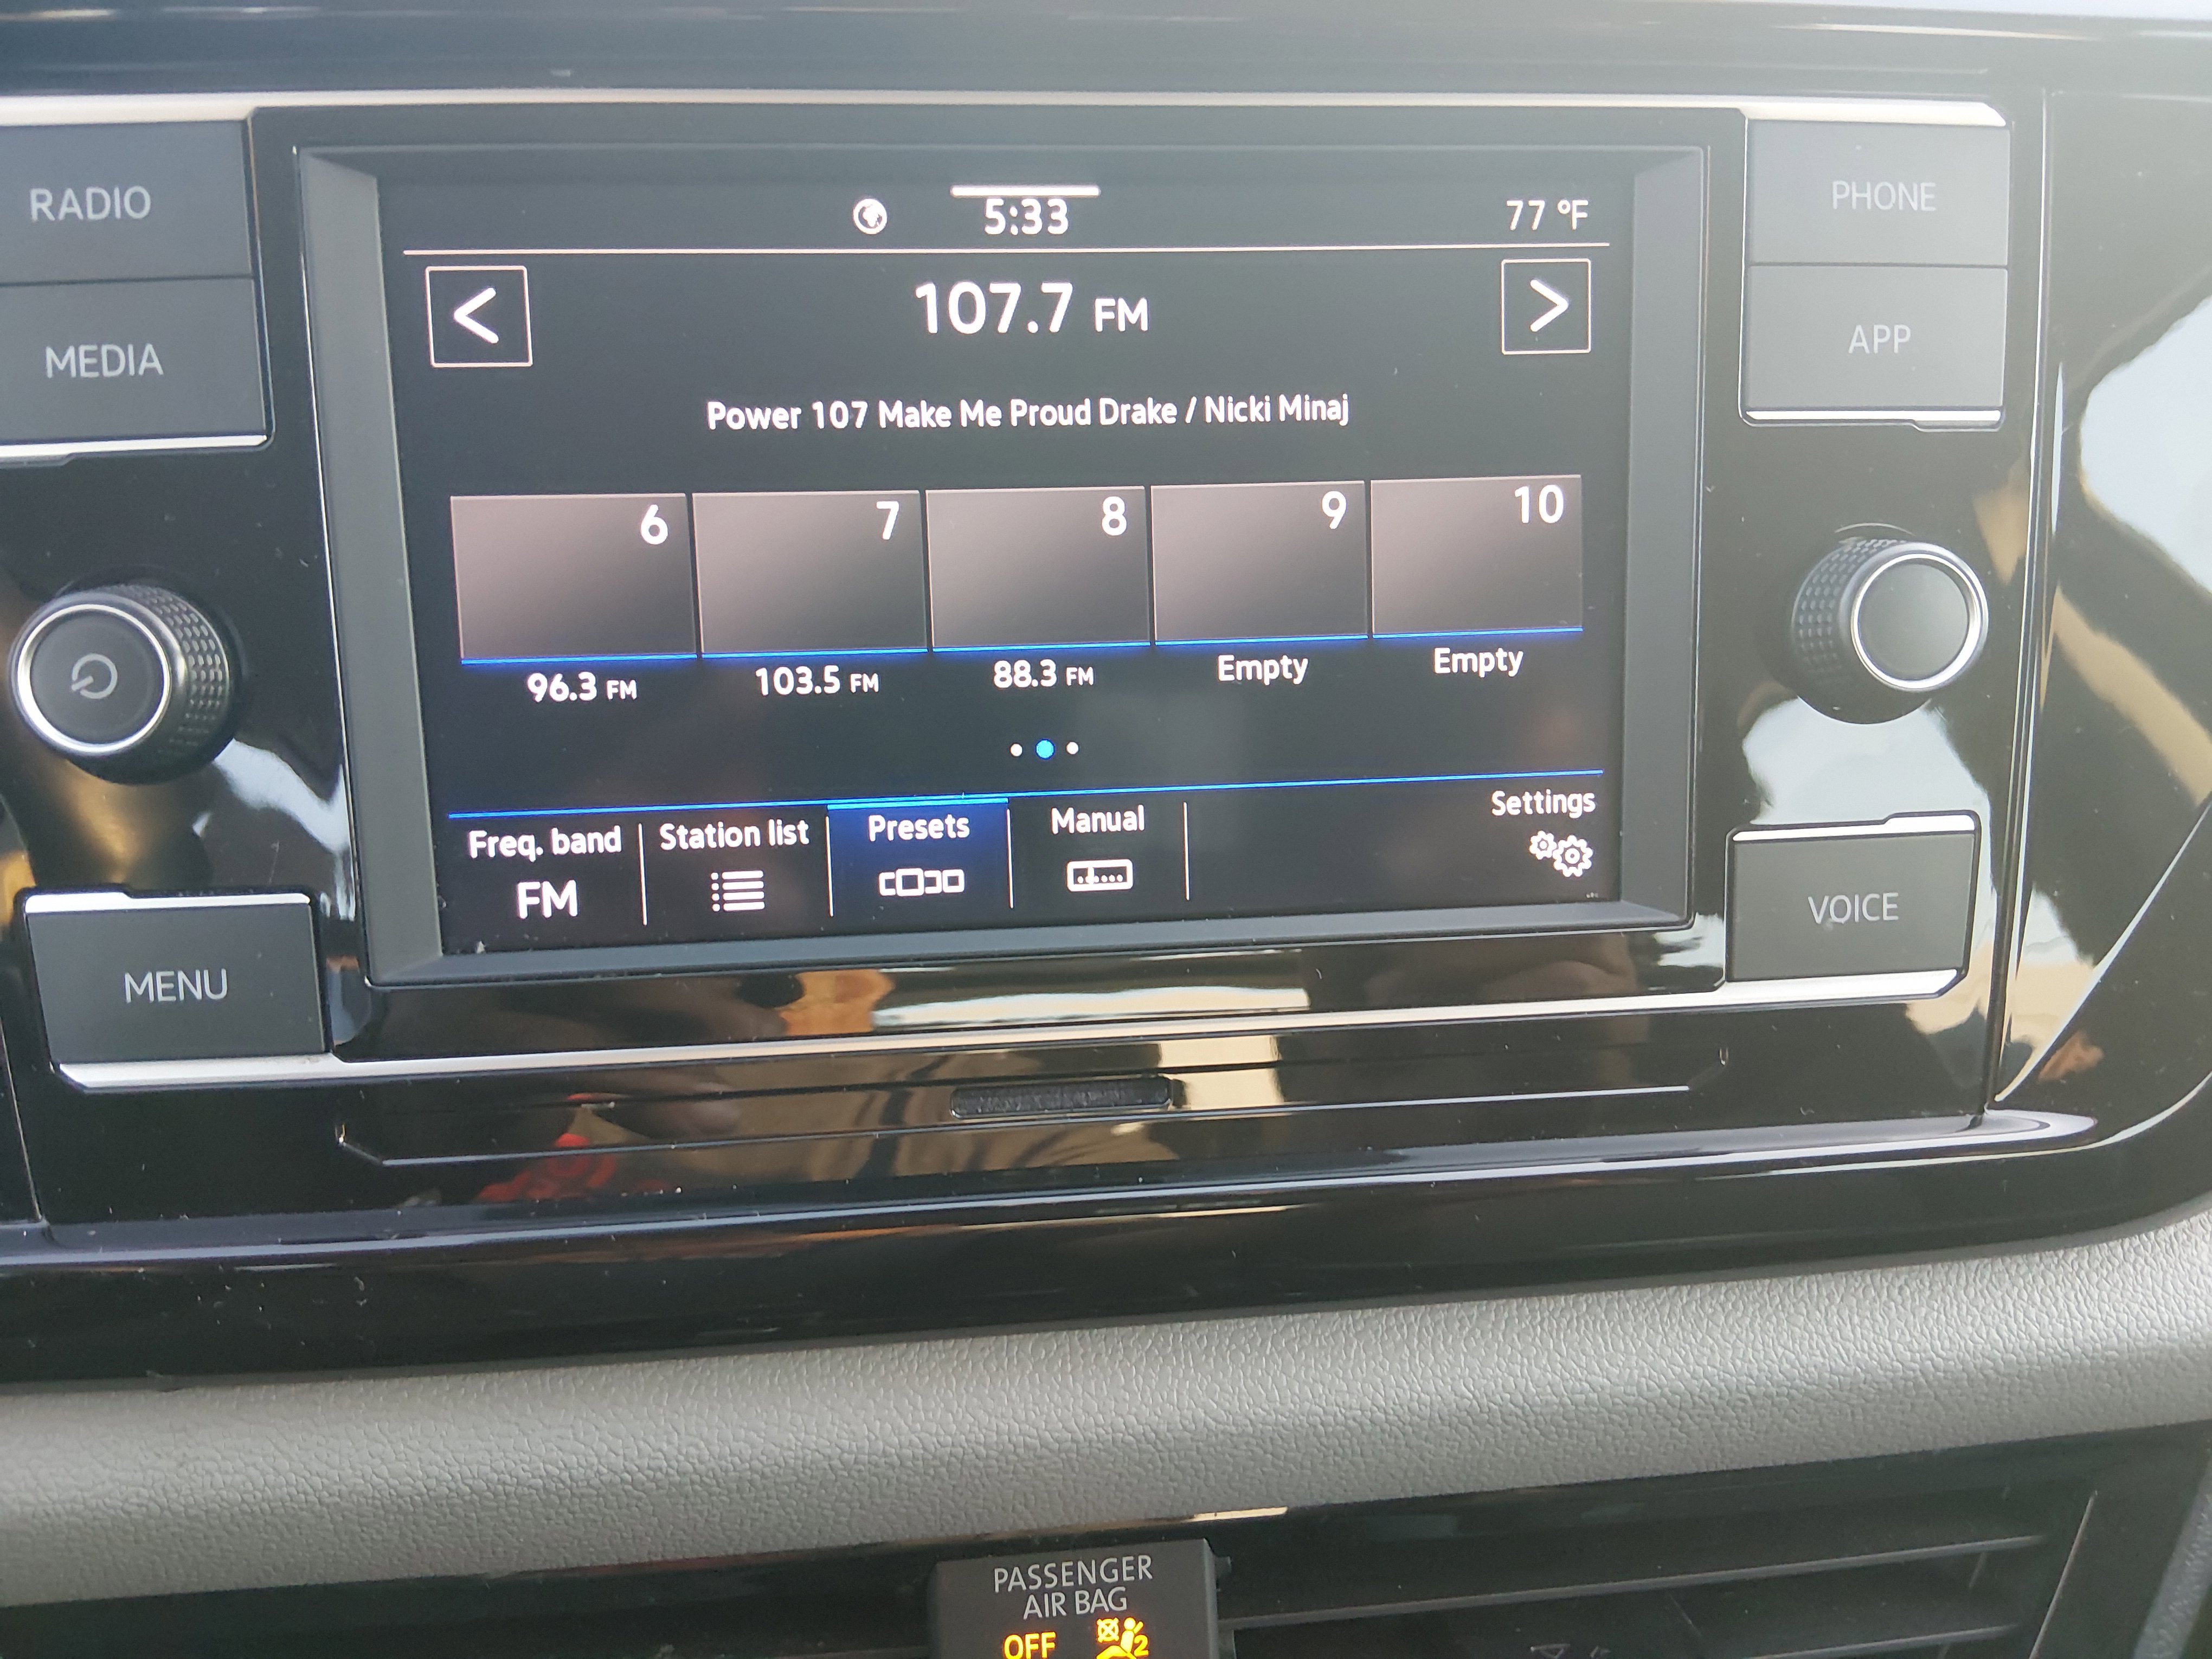 RADIO
MEDIA
MENU
5:33
77 °F
<
107.7 FM
>
Power 107 Make Me Proud Drake / Nicki Minaj
6
7
8
9
10
96.3 FM
103.5 FM
88.3 FM
Empty
Empty
Freq. band
FM
Station list
Presets
Manual
Settings
PHONE
APP
VOICE
PASSENGER
AIR BAG
OFF
2